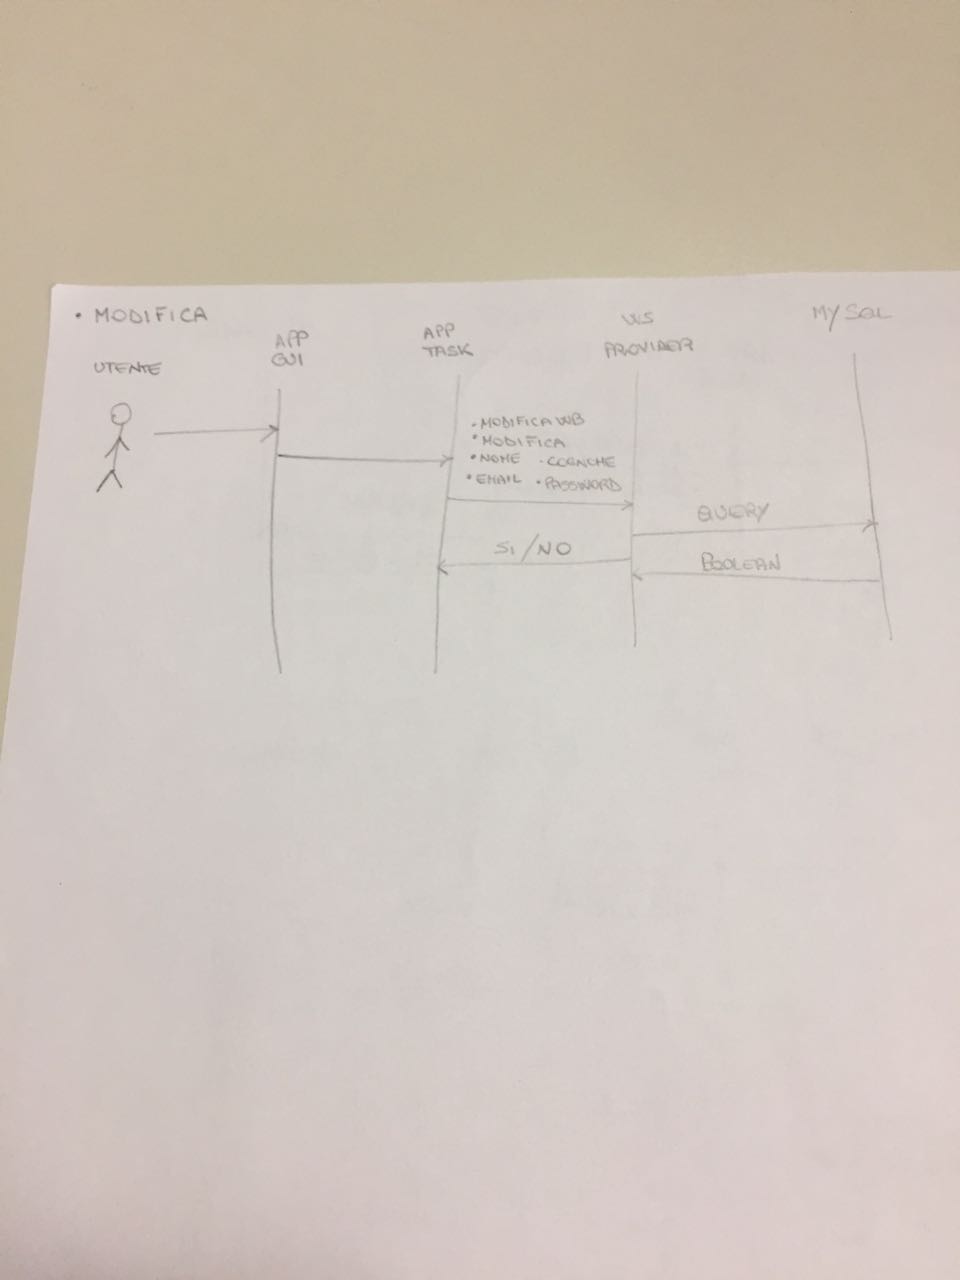 • MODIFICA
UTENTE
APP
GUI
APP
TASK
WS
PROVIDER
MYSQL
• MODIFICA WB
• MODIFICA
• NOME • COGNOME
• EMAIL • PASSWORD
QUERY
SI/NO
BOOLEAN